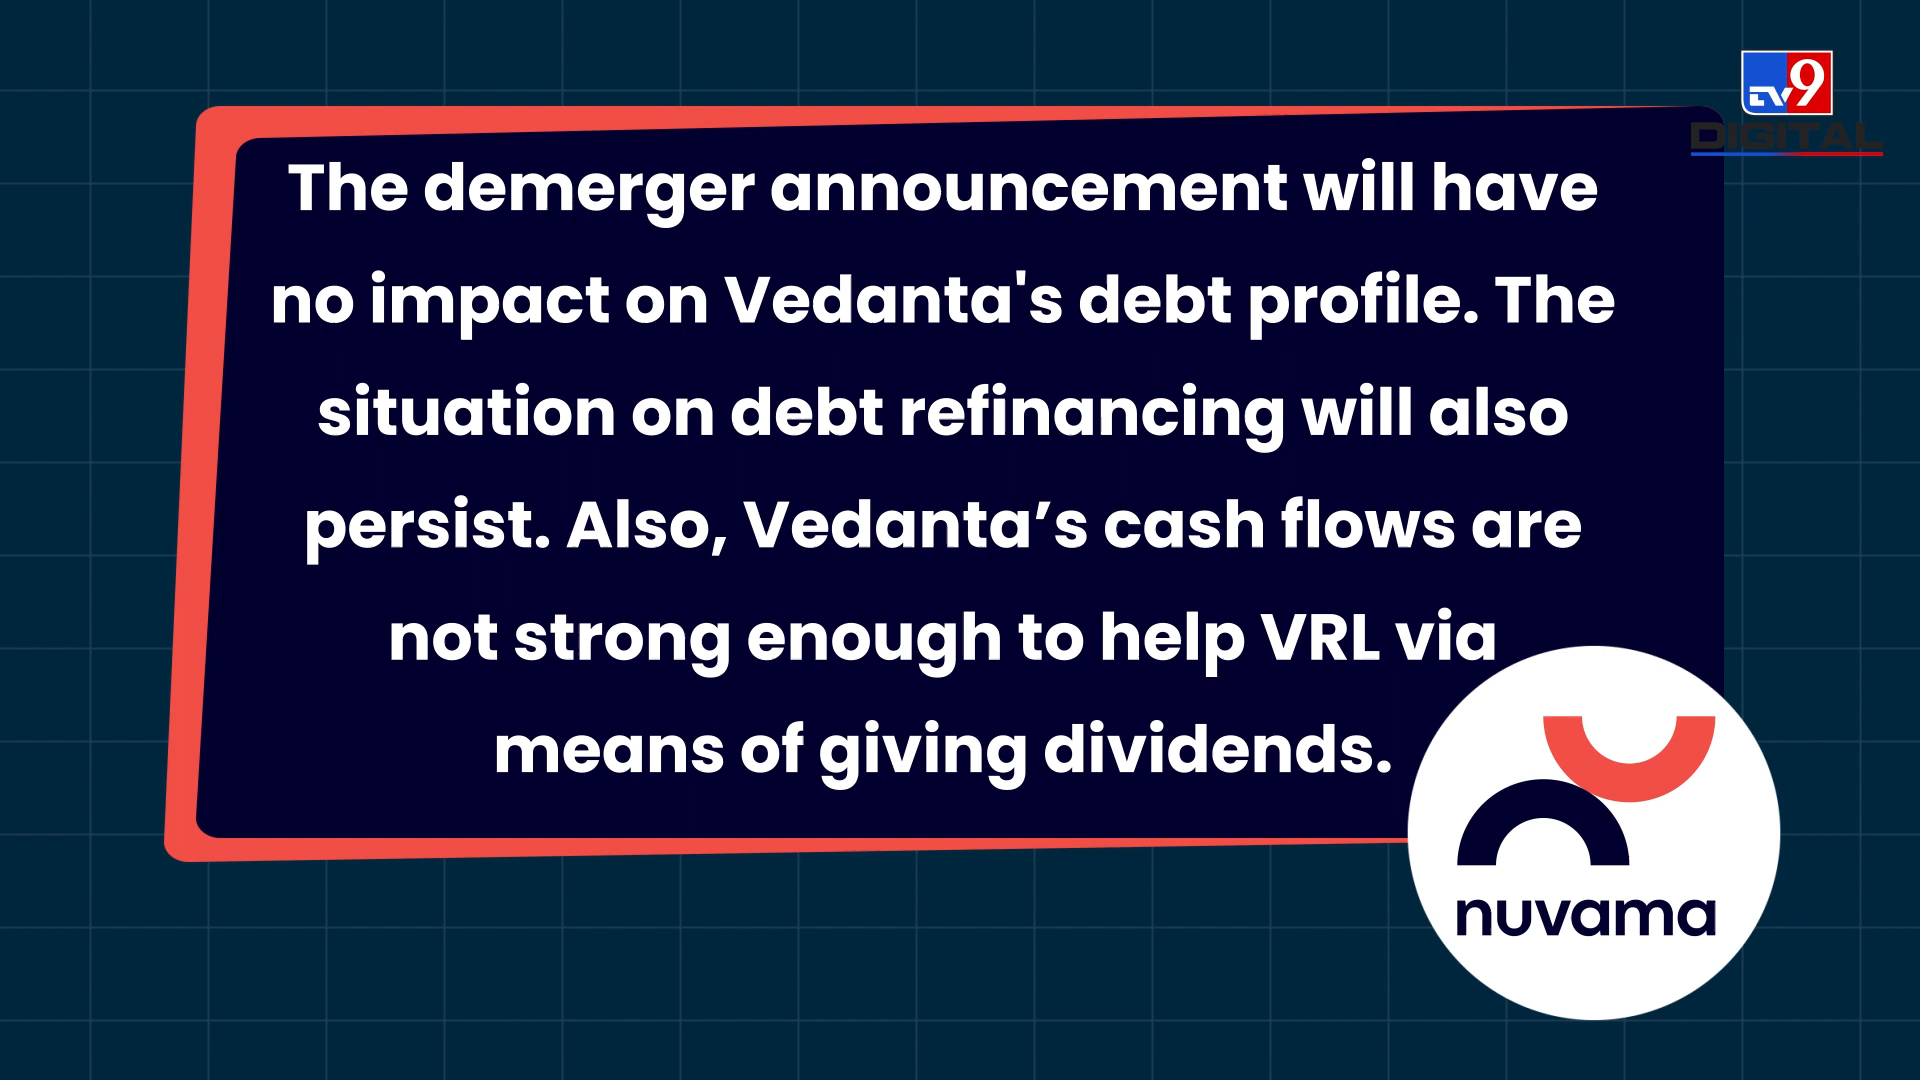 TV9
DIGITAL
The demerger announcement will have
no impact on Vedanta's debt profile. The
situation on debt refinancing will also
persist. Also, Vedanta’s cash flows are
not strong enough to help VRL via
means of giving dividends.
nuvama